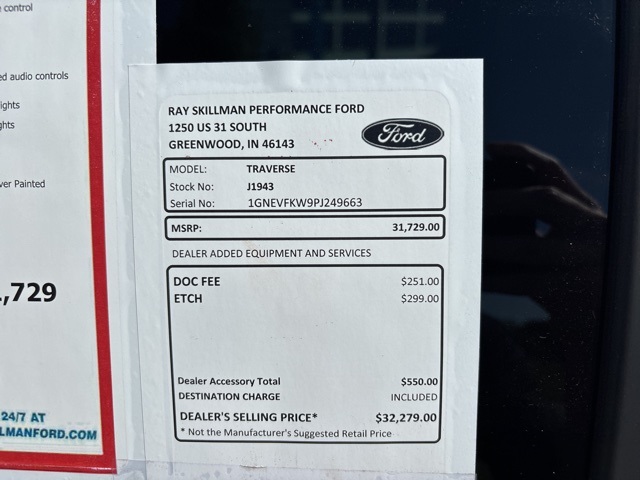 control
ed audio controls
ights
ghts
ver Painted
,729
24/7 AT
LMANFORD.COM
RAY SKILLMAN PERFORMANCE FORD
1250 US 31 SOUTH
GREENWOOD, IN 46143
Ford
MODEL: TRAVERSE
Stock No: J1943
Serial No: 1GNEVFKW9PJ249663
MSRP: 31,729.00
DEALER ADDED EQUIPMENT AND SERVICES
DOC FEE $251.00
ETCH $299.00
Dealer Accessory Total $550.00
DESTINATION CHARGE INCLUDED
DEALER'S SELLING PRICE* $32,279.00
* Not the Manufacturer's Suggested Retail Price